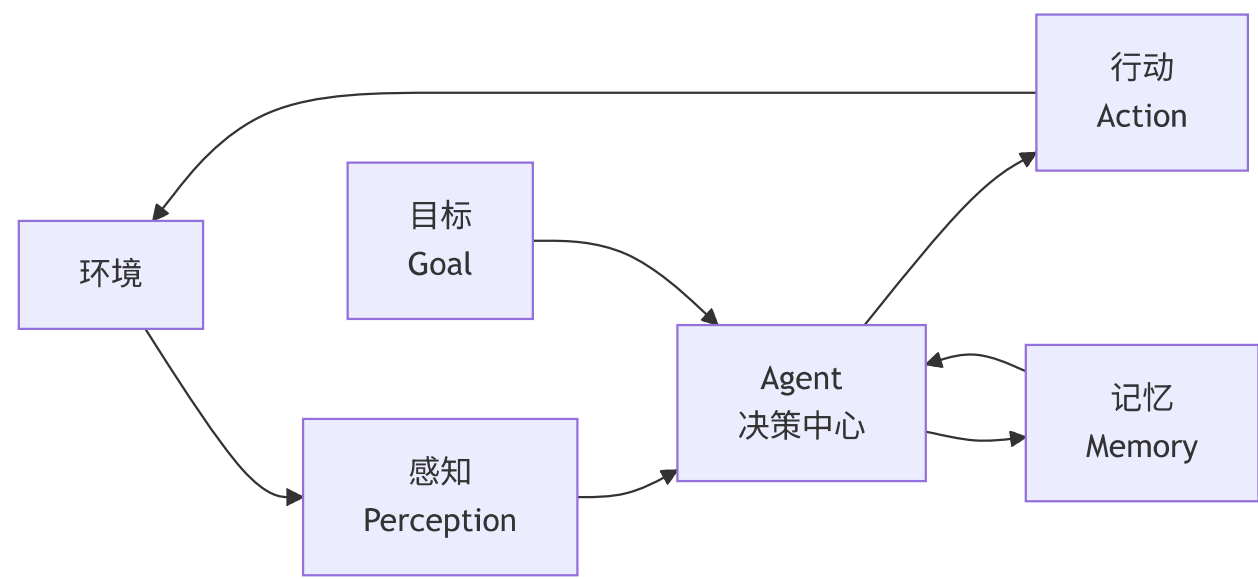 行动
Action
目标
Goal
环境
Agent
决策中心
记忆
Memory
感知
Perception